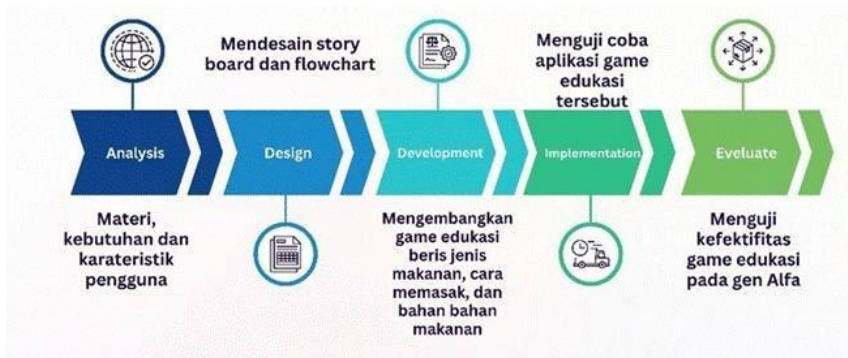 Mendesain story
board dan flowchart
Menguji coba
aplikasi game
edukasi
tersebut
Analysis
Design
Development
Implementation
Eveluate
Materi,
kebutuhan dan
karateristik
pengguna
Mengembangkan
game edukasi
beris jenis
makanan, cara
memasak, dan
bahan bahan
makanan
Menguji
kefektifitas
game edukasi
pada gen Alfa